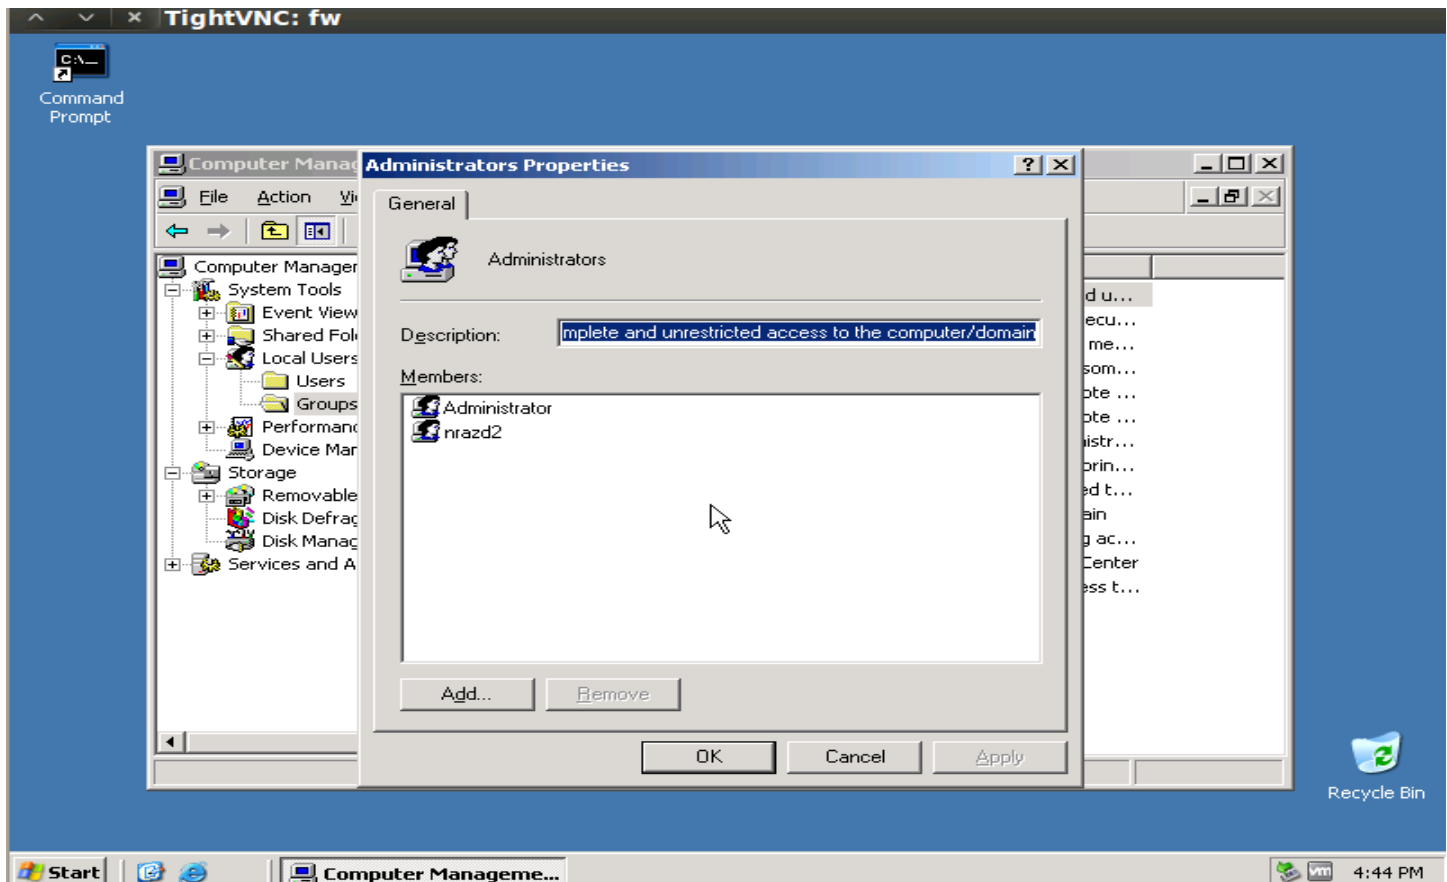 TightVNC: fw
Command
Prompt
Computer Manag
File Action Vi
Computer Manager
System Tools
Event View
Shared Fol
Local Users
Users
Groups
Performanc
Device Mar
Storage
Removable
Disk Defrag
Disk Manag
Services and A
Administrators Properties
General
Administrators
Description: mplete and unrestricted access to the computer/domain
Members:
Administrator
nrazd2
Add... Remove
OK Cancel Apply
d u...
ecu...
me...
som...
ote ...
ote ...
istr...
prin...
ed t...
ain
g ac...
Center
ess t...
Recycle Bin
Start Computer Manageme... vm 4:44 PM